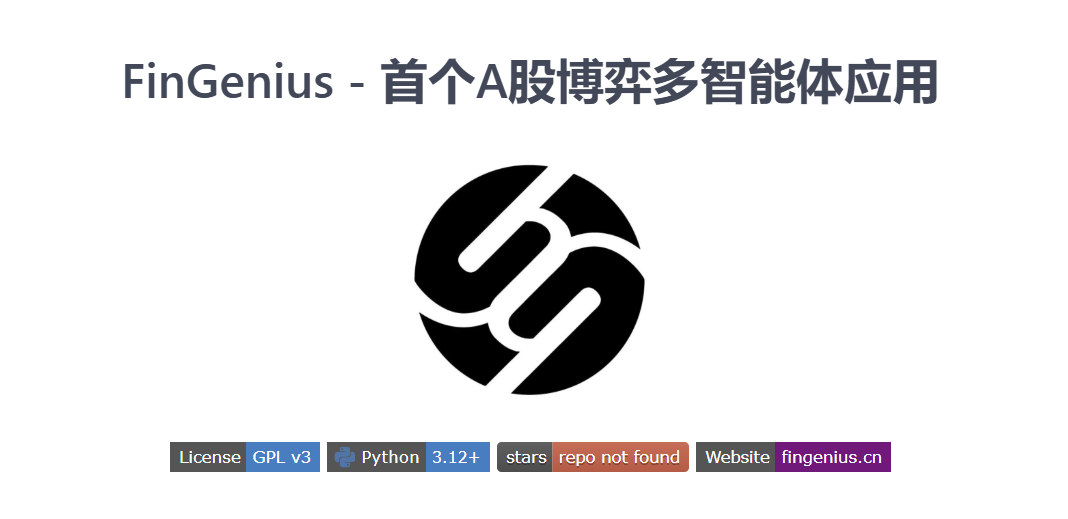 FinGenius - 首个A股博弈多智能体应用
License GPL v3 Python 3.12+ stars repo not found Website fingenius.cn